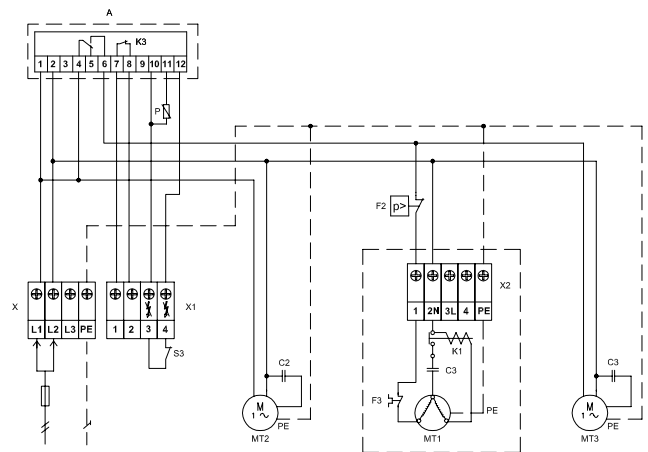 A
K3
1 2 3 4 5 6 7 8 9 10 11 12
P
F2 p>
X L1 L2 L3 PE
1 2 3 4 X1
1 2N 3L 4 PE X2
S3
K1
C2
C3
C3
F3
M
1 ~
PE
MT2
PE
MT1
M
1 ~
PE
MT3